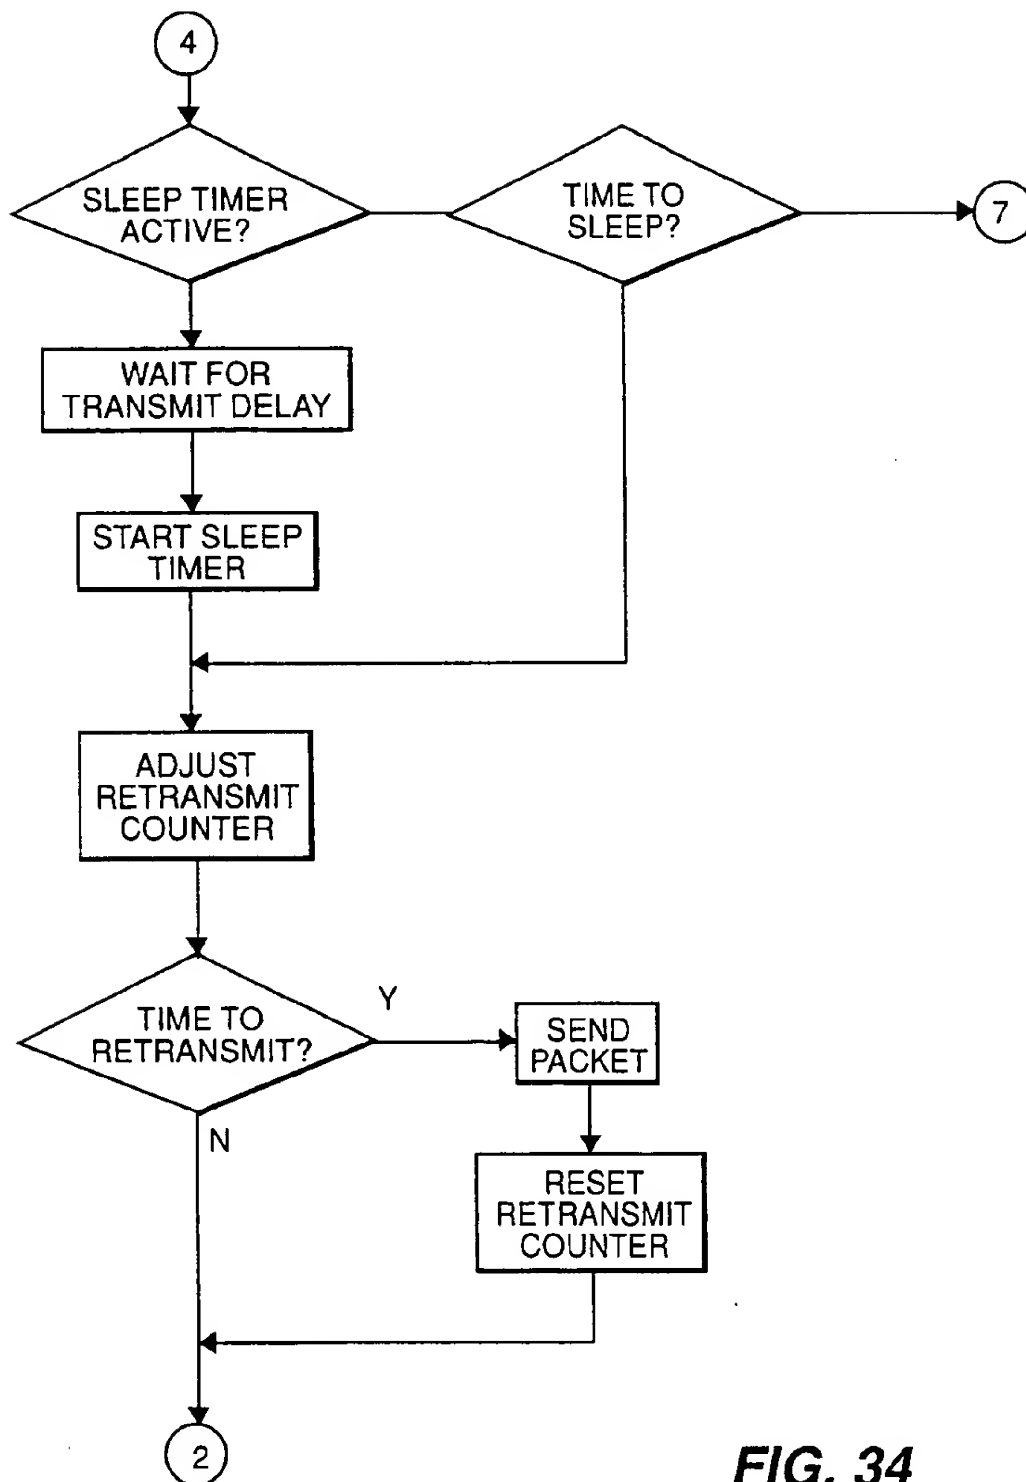 4
SLEEP TIMER
ACTIVE?
TIME TO
SLEEP?
7
WAIT FOR
TRANSMIT DELAY
START SLEEP
TIMER
ADJUST
RETRANSMIT
COUNTER
TIME TO
RETRANSMIT?
Y
SEND
PACKET
N
RESET
RETRANSMIT
COUNTER
2
FIG. 34